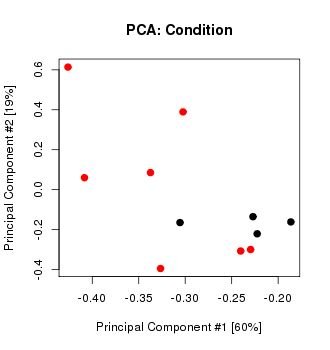 PCA: Condition
Principal Component #2 [19%]
0.6
0.4
0.2
0.0
-0.2
-0.4
-0.40 -0.35 -0.30 -0.25 -0.20
Principal Component #1 [60%]